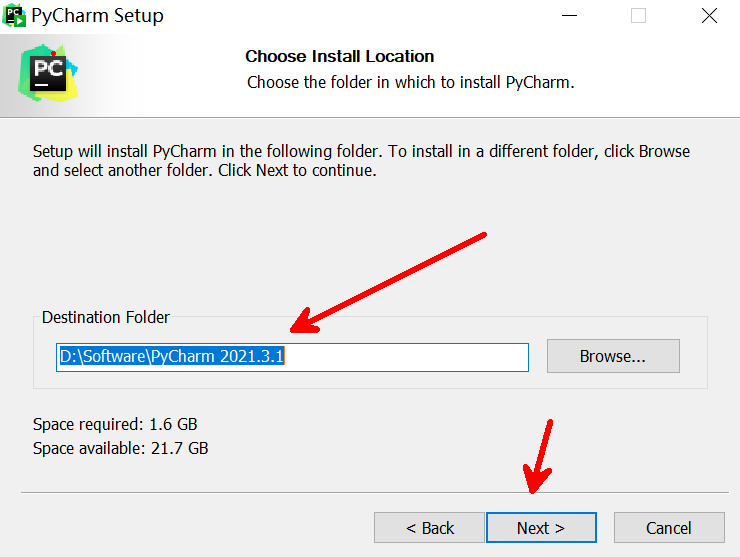 PyCharm Setup
PC
Choose Install Location
Choose the folder in which to install PyCharm.
Setup will install PyCharm in the following folder. To install in a different folder, click Browse
and select another folder. Click Next to continue.
Destination Folder
D:\Software\PyCharm 2021.3.1
Browse...
Space required: 1.6 GB
Space available: 21.7 GB
< Back
Next >
Cancel